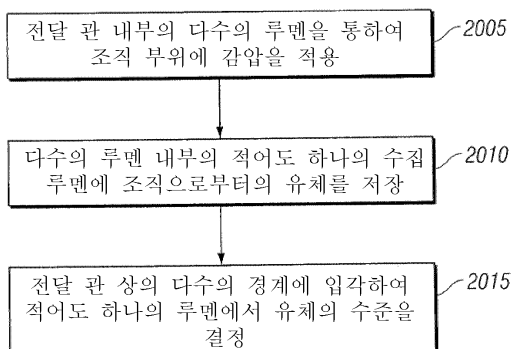 전달 관 내부의 다수의 루멘을 통하여
조직 부위에 감압을 적용
2005
다수의 루멘 내부의 적어도 하나의 수집
루멘에 조직으로부터의 유체를 저장
2010
전달 관 상의 다수의 경계에 입각하여
적어도 하나의 루멘에서 유체의 수준을
결정
2015